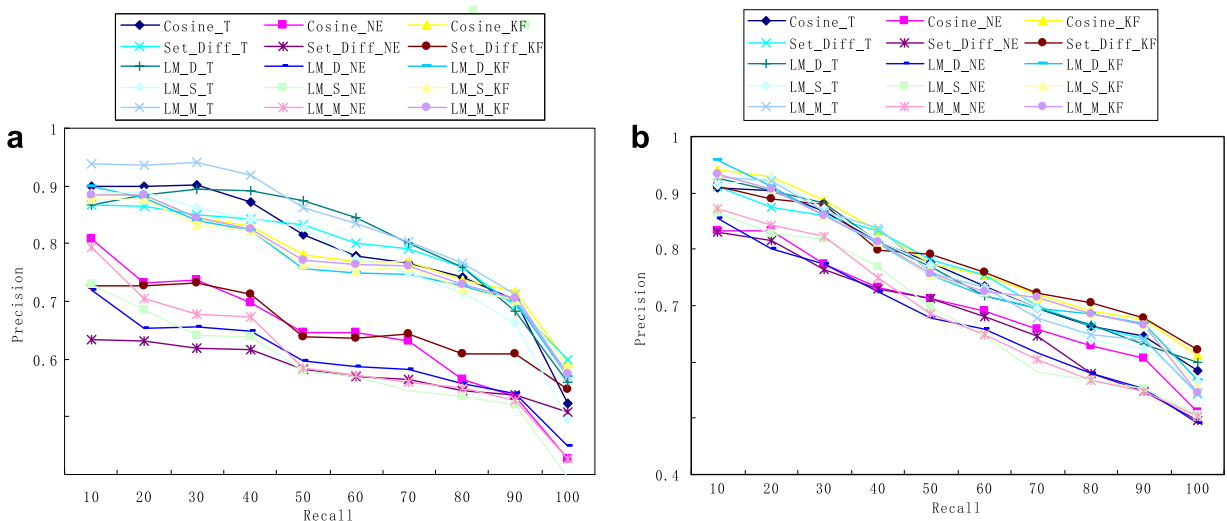 Cosine_T Cosine_NE Cosine_KF
Set_Diff_T Set_Diff_NE Set_Diff_KF
LM_D_T LM_D_NE LM_D_KF
LM_S_T LM_S_NE LM_S_KF
LM_M_T LM_M_NE LM_M_KF
a
1
0.9
0.8
0.7
0.6
Precision
10 20 30 40 50 60 70 80 90 100
Recall
Cosine_T Cosine_NE Cosine_KF
Set_Diff_T Set_Diff_NE Set_Diff_KF
LM_D_T LM_D_NE LM_D_KF
LM_S_T LM_S_NE LM_S_KF
LM_M_T LM_M_NE LM_M_KF
b
1
0.9
0.8
0.7
0.4
Precision
10 20 30 40 50 60 70 80 90 100
Recall